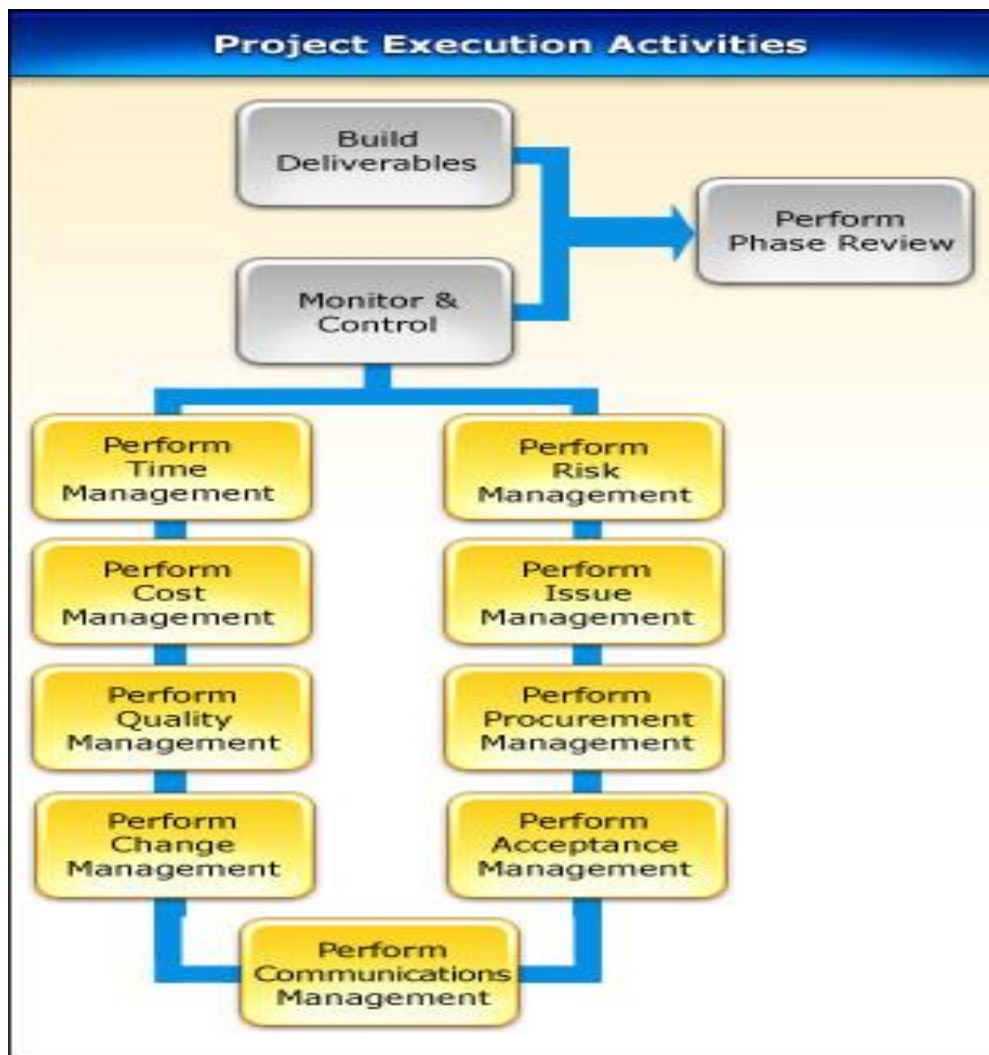 Project Execution Activities
Build
Deliverables
Perform
Phase Review
Monitor &
Control
Perform
Time
Management
Perform
Risk
Management
Perform
Cost
Management
Perform
Issue
Management
Perform
Quality
Management
Perform
Procurement
Management
Perform
Change
Management
Perform
Acceptance
Management
Perform
Communications
Management